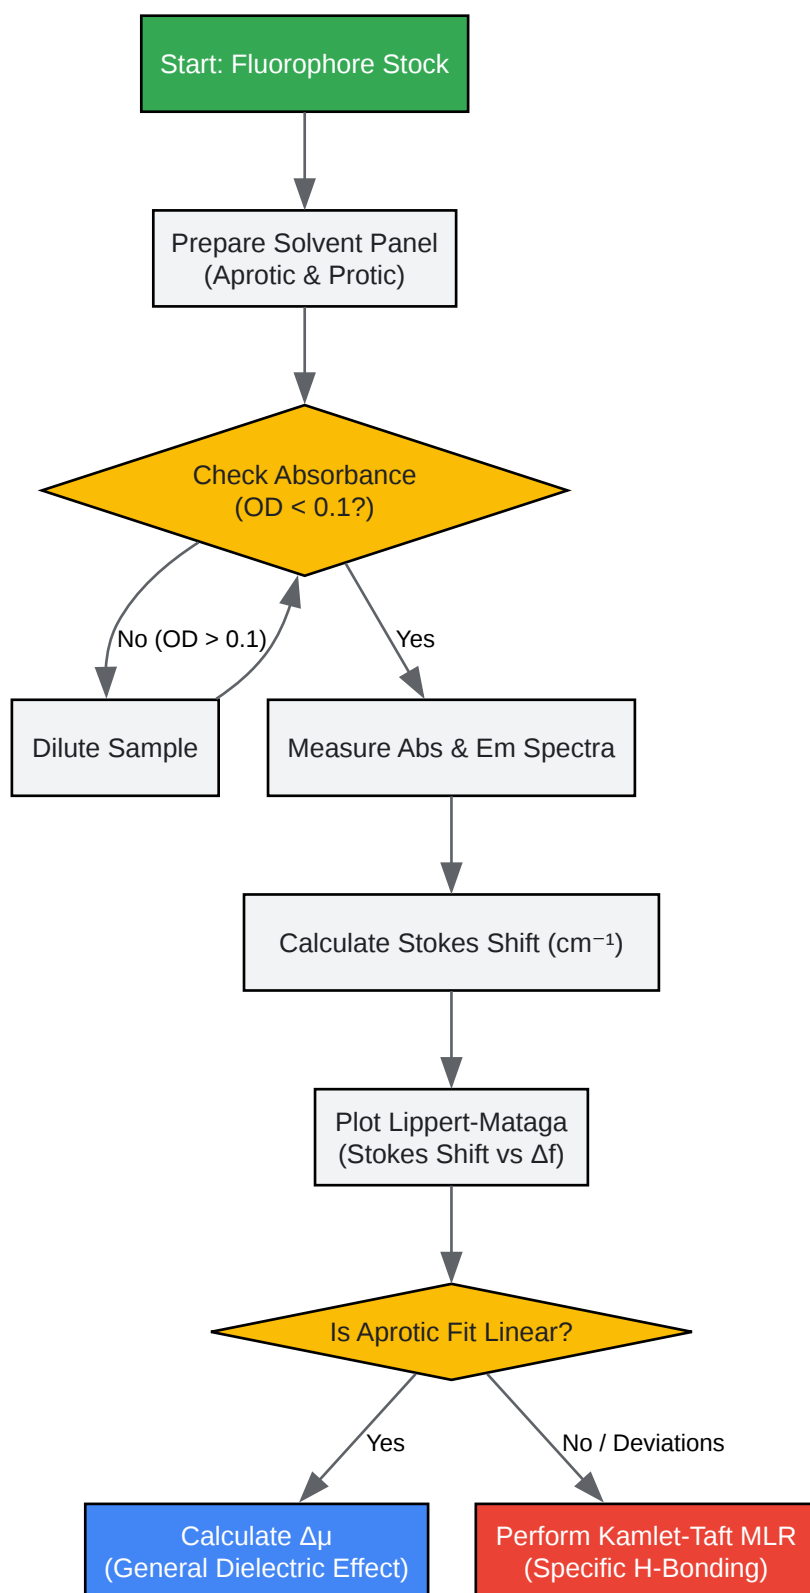 Start: Fluorophore Stock
Prepare Solvent Panel
(Aprotic & Protic)
Check Absorbance
(OD < 0.1?)
No (OD > 0.1)
Yes
Dilute Sample
Measure Abs & Em Spectra
Calculate Stokes Shift (cm⁻¹)
Plot Lippert-Mataga
(Stokes Shift vs Δf)
Is Aprotic Fit Linear?
Yes
No / Deviations
Calculate Δμ
(General Dielectric Effect)
Perform Kamlet-Taft MLR
(Specific H-Bonding)